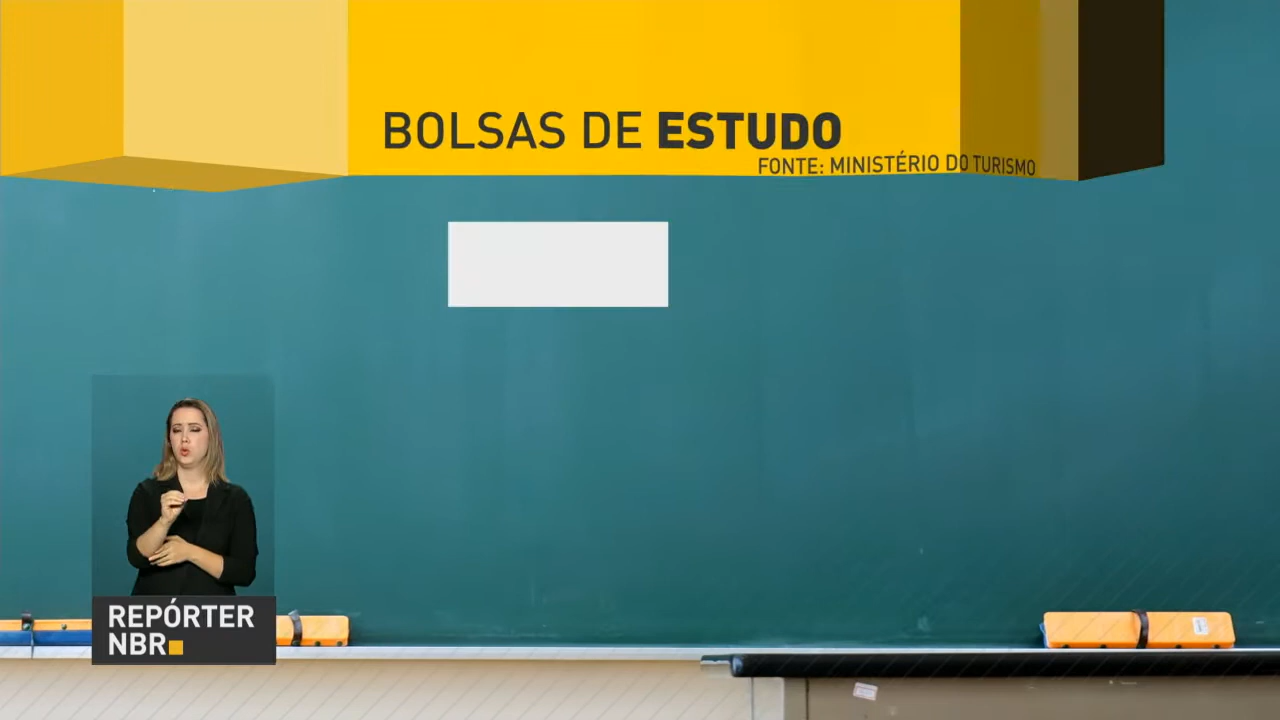 BOLSAS DE ESTUDO
FONTE: MINISTÉRIO DO TURISMO
REPÓRTER
NBR